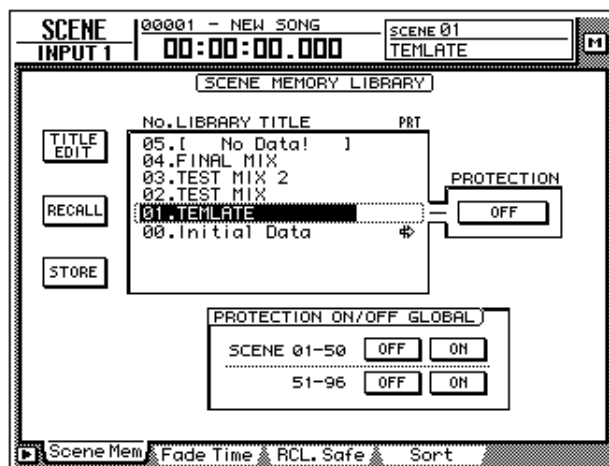 SCENE
INPUT 1
00001 - NEW SONG
00:00:00.000
SCENE 01
TEMLATE
M
SCENE MEMORY LIBRARY
No.LIBRARY TITLE PRT
TITLE EDIT
RECALL
STORE
05.[ No Data! ]
04.FINAL MIX
03.TEST MIX 2
02.TEST MIX
01.TEMLATE
00.Initial Data
PROTECTION
OFF
PROTECTION ON/OFF GLOBAL
SCENE 01-50 OFF ON
51-96 OFF ON
Scene Mem Fade Time RCL. Safe Sort